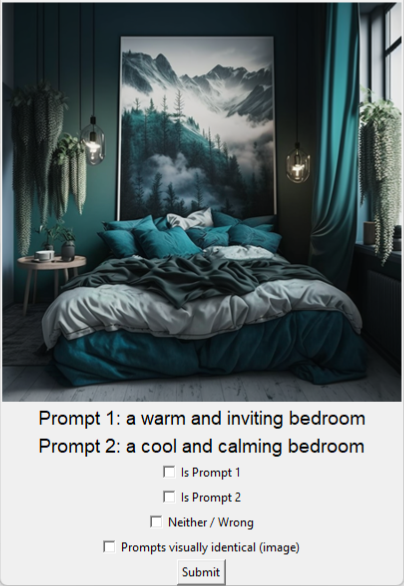 Prompt 1: a warm and inviting bedroom
Prompt 2: a cool and calming bedroom
Is Prompt 1
Is Prompt 2
Neither / Wrong
Prompts visually identical (image)
Submit